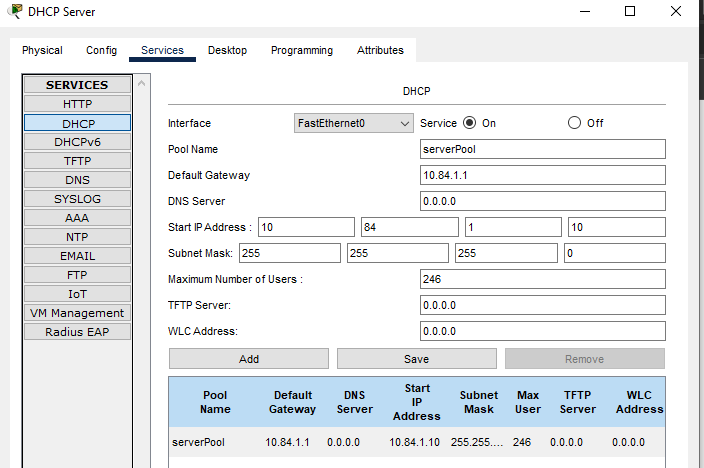 DHCP Server
Physical Config Services Desktop Programming Attributes
SERVICES
HTTP
DHCP
DHCPv6
TFTP
DNS
SYSLOG
AAA
NTP
EMAIL
FTP
IoT
VM Management
Radius EAP
DHCP
Interface FastEthernet0 Service On Off
Pool Name serverPool
Default Gateway 10.84.1.1
DNS Server 0.0.0.0
Start IP Address : 10 84 1 10
Subnet Mask: 255 255 255 0
Maximum Number of Users : 246
TFTP Server: 0.0.0.0
WLC Address: 0.0.0.0
Add Save Remove
Pool Name Default Gateway DNS Server Start IP Address Subnet Mask Max User TFTP Server WLC Address
serverPool 10.84.1.1 0.0.0.0 10.84.1.10 255.255.... 246 0.0.0.0 0.0.0.0